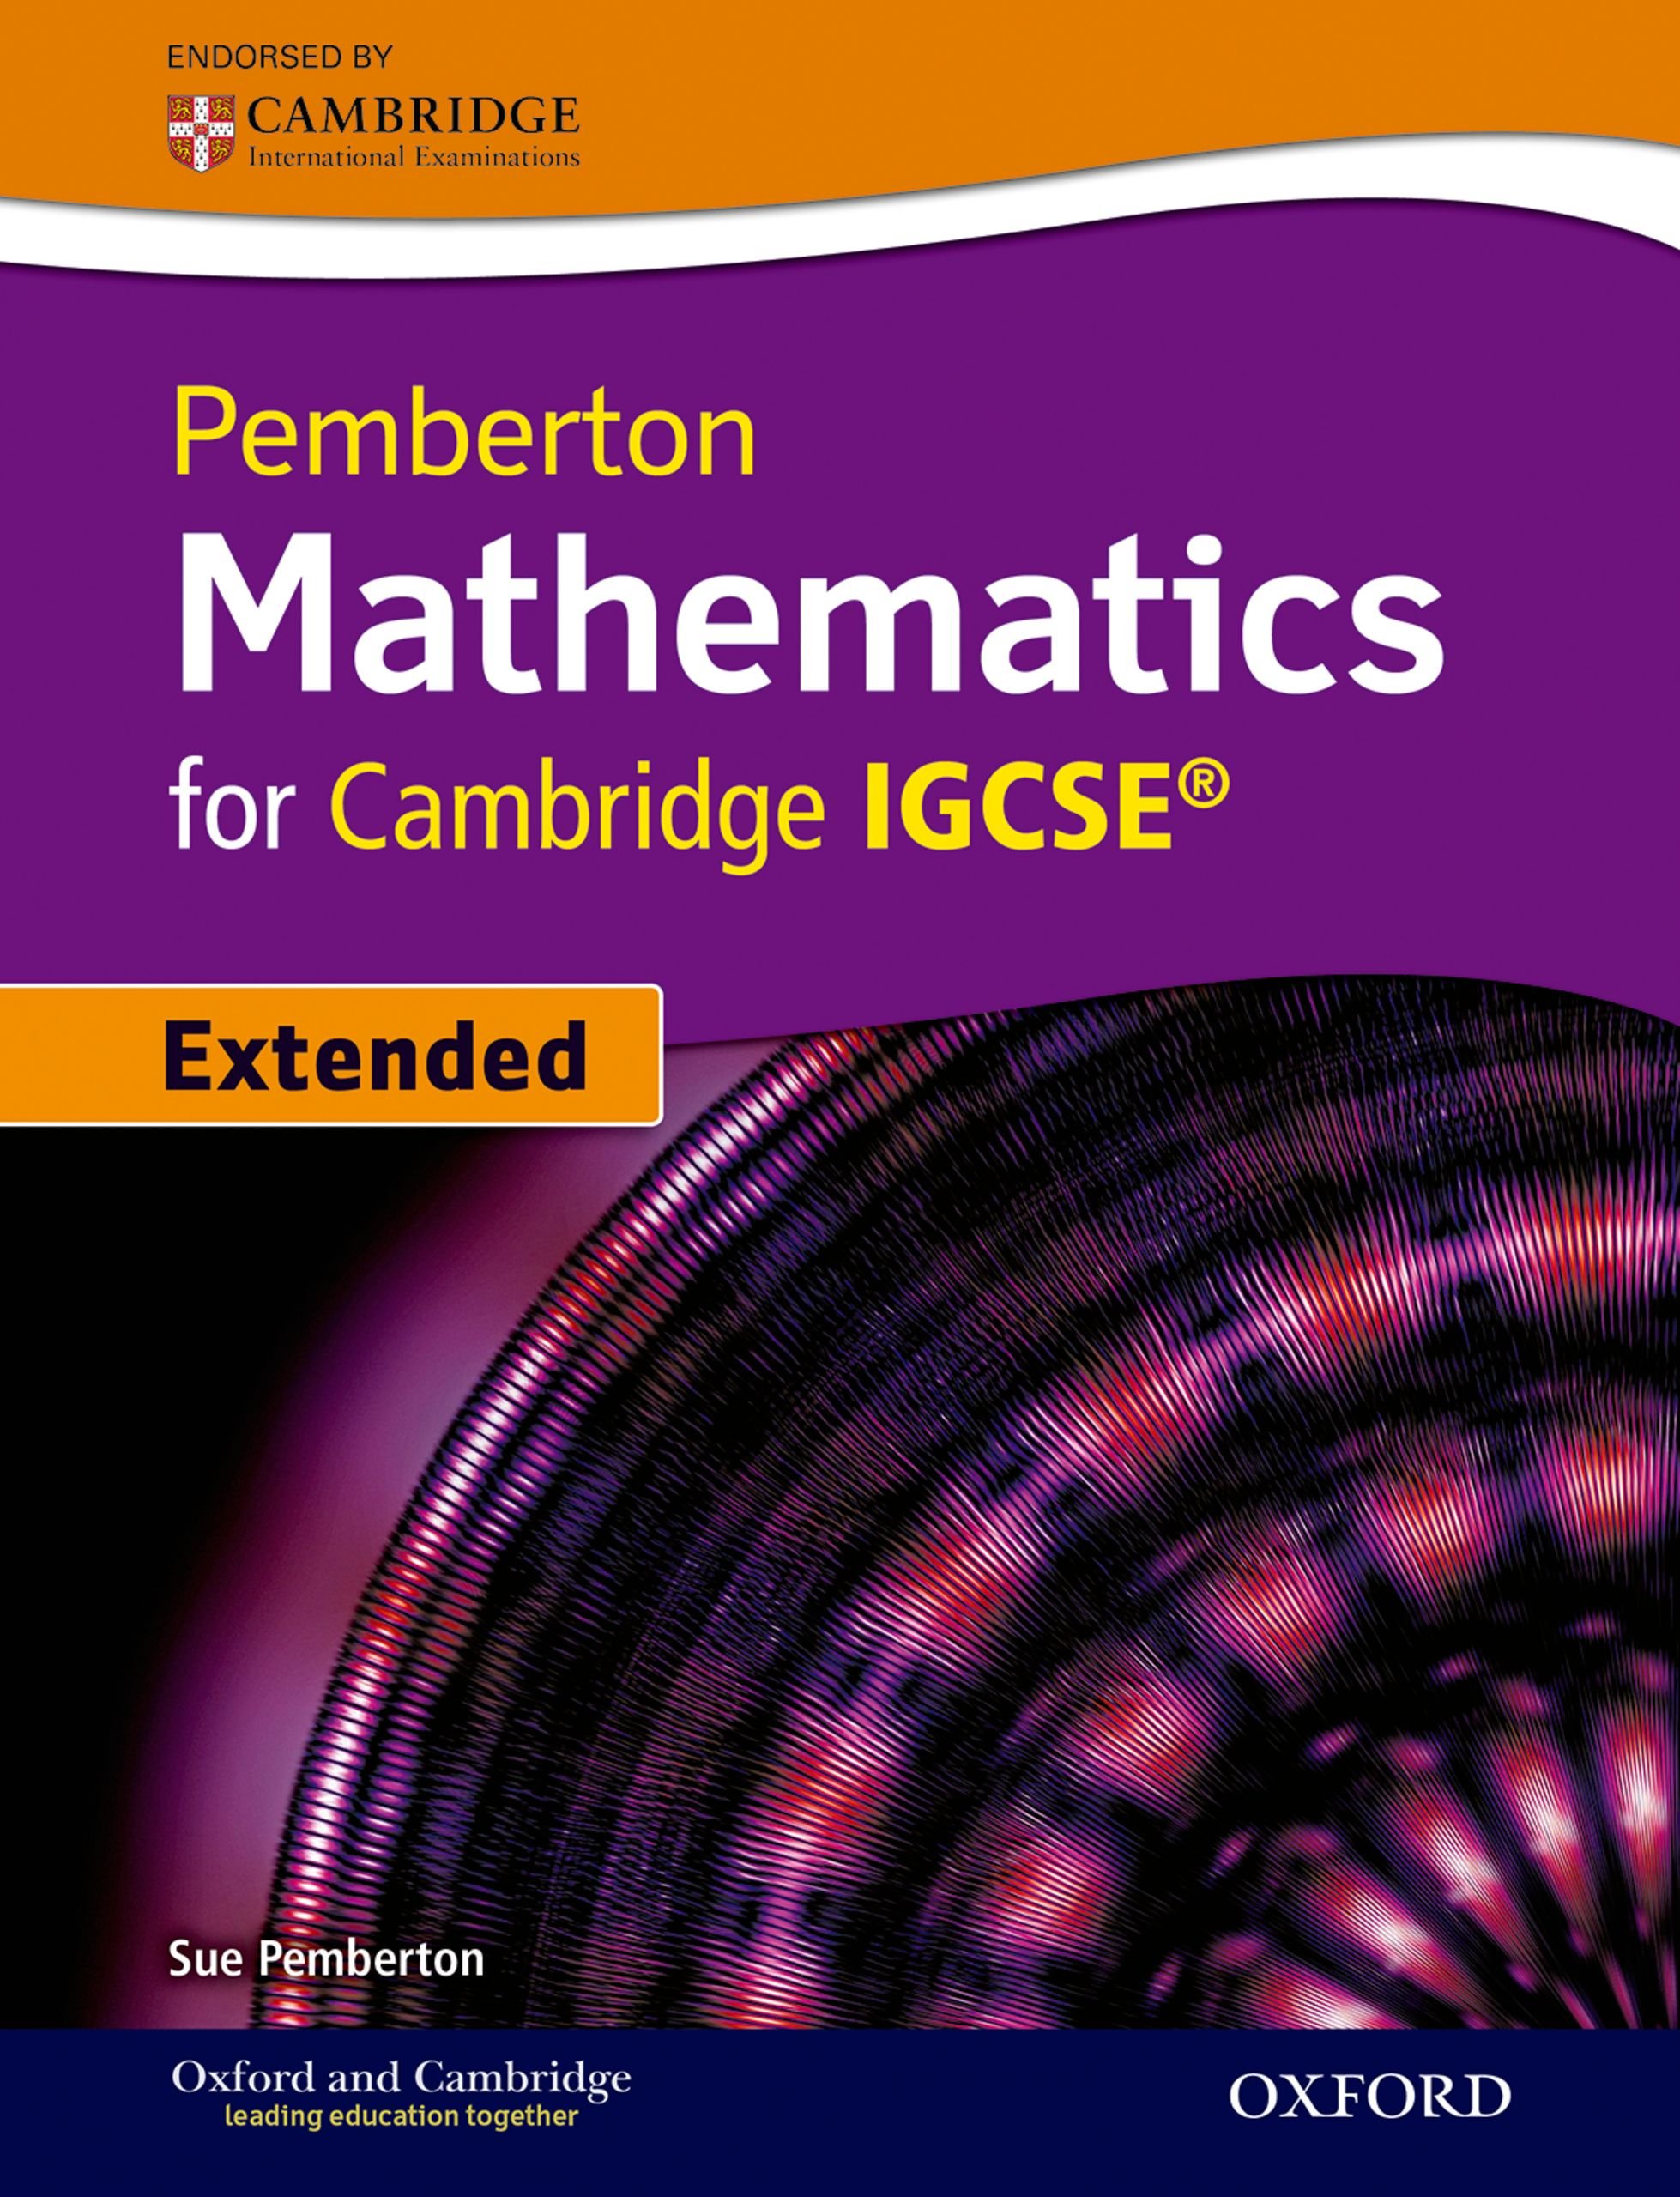 ENDORSED BY
CAMBRIDGE
International Examinations
Pemberton
Mathematics
for Cambridge IGCSE®
Extended
Sue Pemberton
Oxford and Cambridge
leading education together
OXFORD